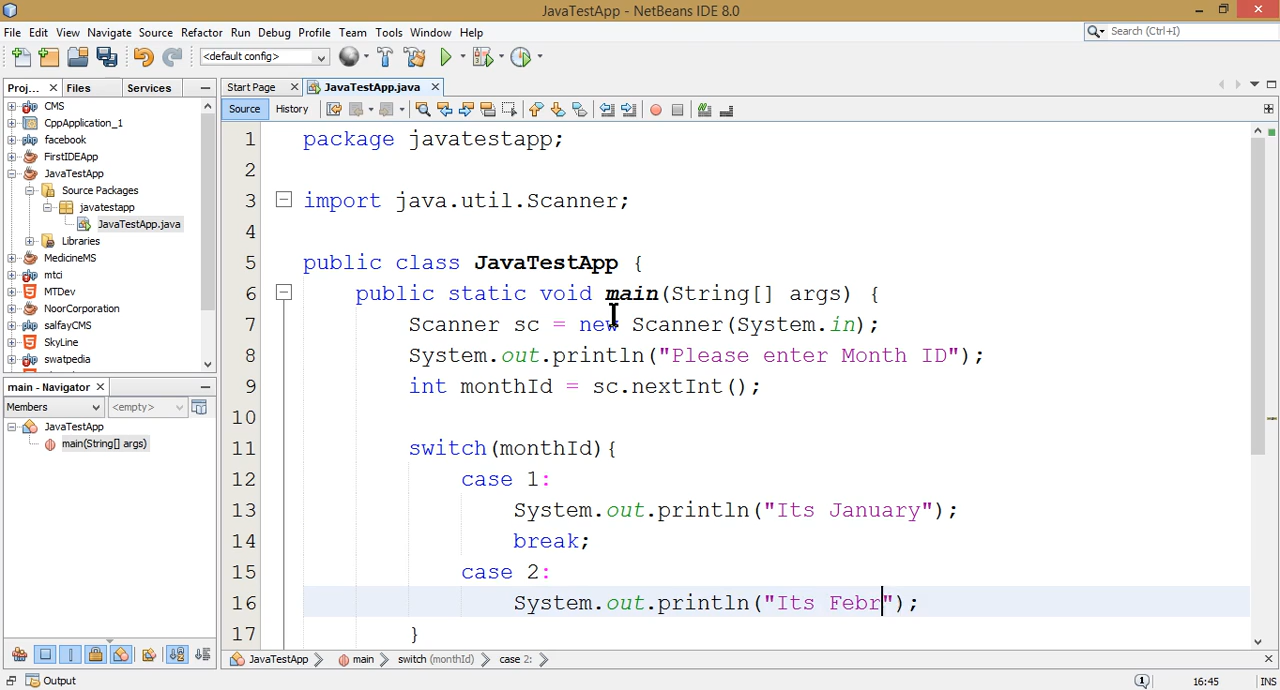 JavaTestApp - NetBeans IDE 8.0
File Edit View Navigate Source Refactor Run Debug Profile Team Tools Window Help
Search (Ctrl+I)
<default config>
Proj... Files Services
Start Page JavaTestApp.java
Source History
CMS
CppApplication_1
facebook
FirstIDEApp
JavaTestApp
Source Packages
javatestapp
JavaTestApp.java
Libraries
MedicineMS
mtci
MTDev
NoorCorporation
salfayCMS
SkyLine
swatpedia
main - Navigator
Members <empty>
JavaTestApp
main(String[] args)
1 package javatestapp;
2
3 import java.util.Scanner;
4
5 public class JavaTestApp {
6 public static void main(String[] args) {
7 Scanner sc = new Scanner(System.in);
8 System.out.println("Please enter Month ID");
9 int monthId = sc.nextInt();
10
11 switch(monthId){
12 case 1:
13 System.out.println("Its January");
14 break;
15 case 2:
16 System.out.println("Its Febr");
17 }
JavaTestApp main switch (monthId) case 2:
Output
1 16:45 INS